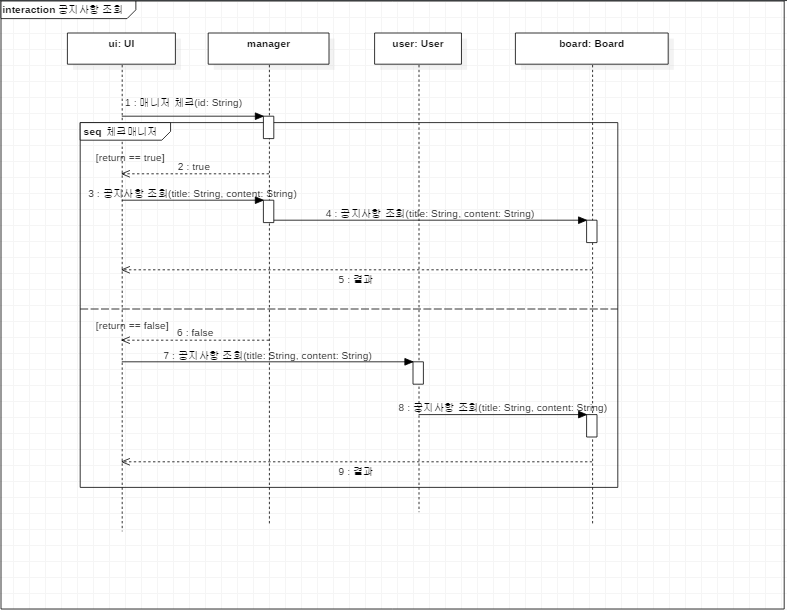 interaction 공지사항 조회
ui: UI
manager
user: User
board: Board
1 : 매니저 체크(id: String)
seq 체크매니저
[return == true]
2 : true
3 : 공지사항 조회(title: String, content: String)
4 : 공지사항 조회(title: String, content: String)
5 : 결과
[return == false]
6 : false
7 : 공지사항 조회(title: String, content: String)
8 : 공지사항 조회(title: String, content: String)
9 : 결과